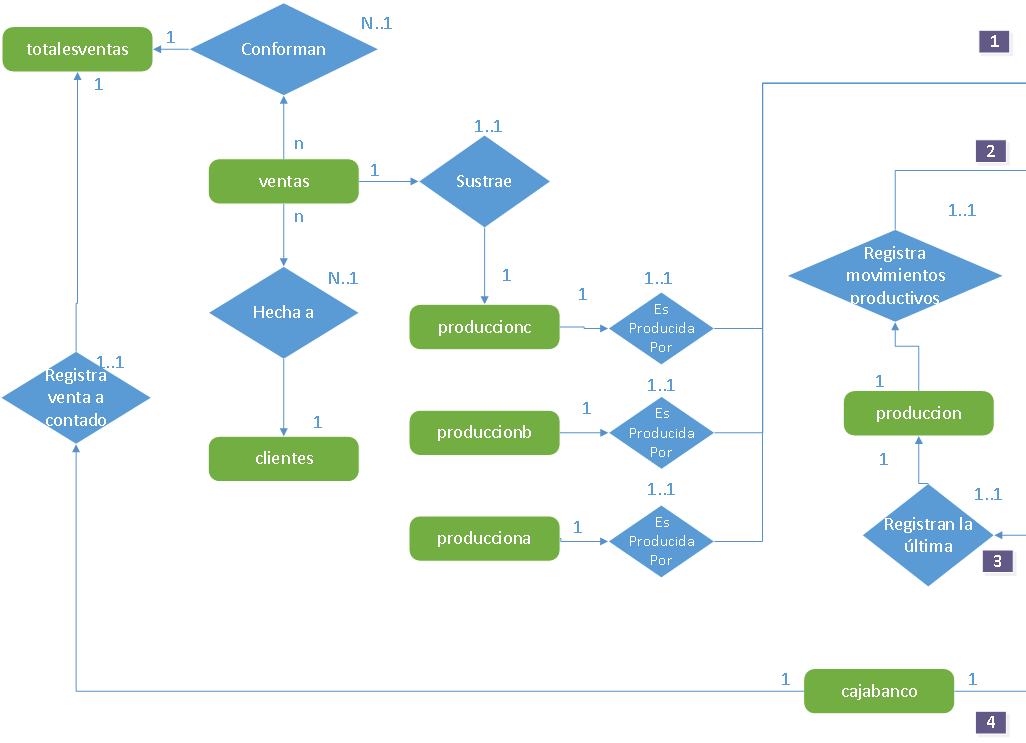 N..1
totalesventas
1
Conforman
1
1
n
1..1
2
ventas
1
Sustrae
n
1..1
Registra
movimientos
productivos
N..1
1
1..1
1
Hecha a
produccionc
Es
Producida
Por
1..1
Registra
venta a
contado
1..1
1
produccion
1
Es
Producida
Por
produccionb
1
clientes
1
1..1
1..1
1
producciona
Es
Producida
Por
Registran la
última
3
1
cajabanco
1
4